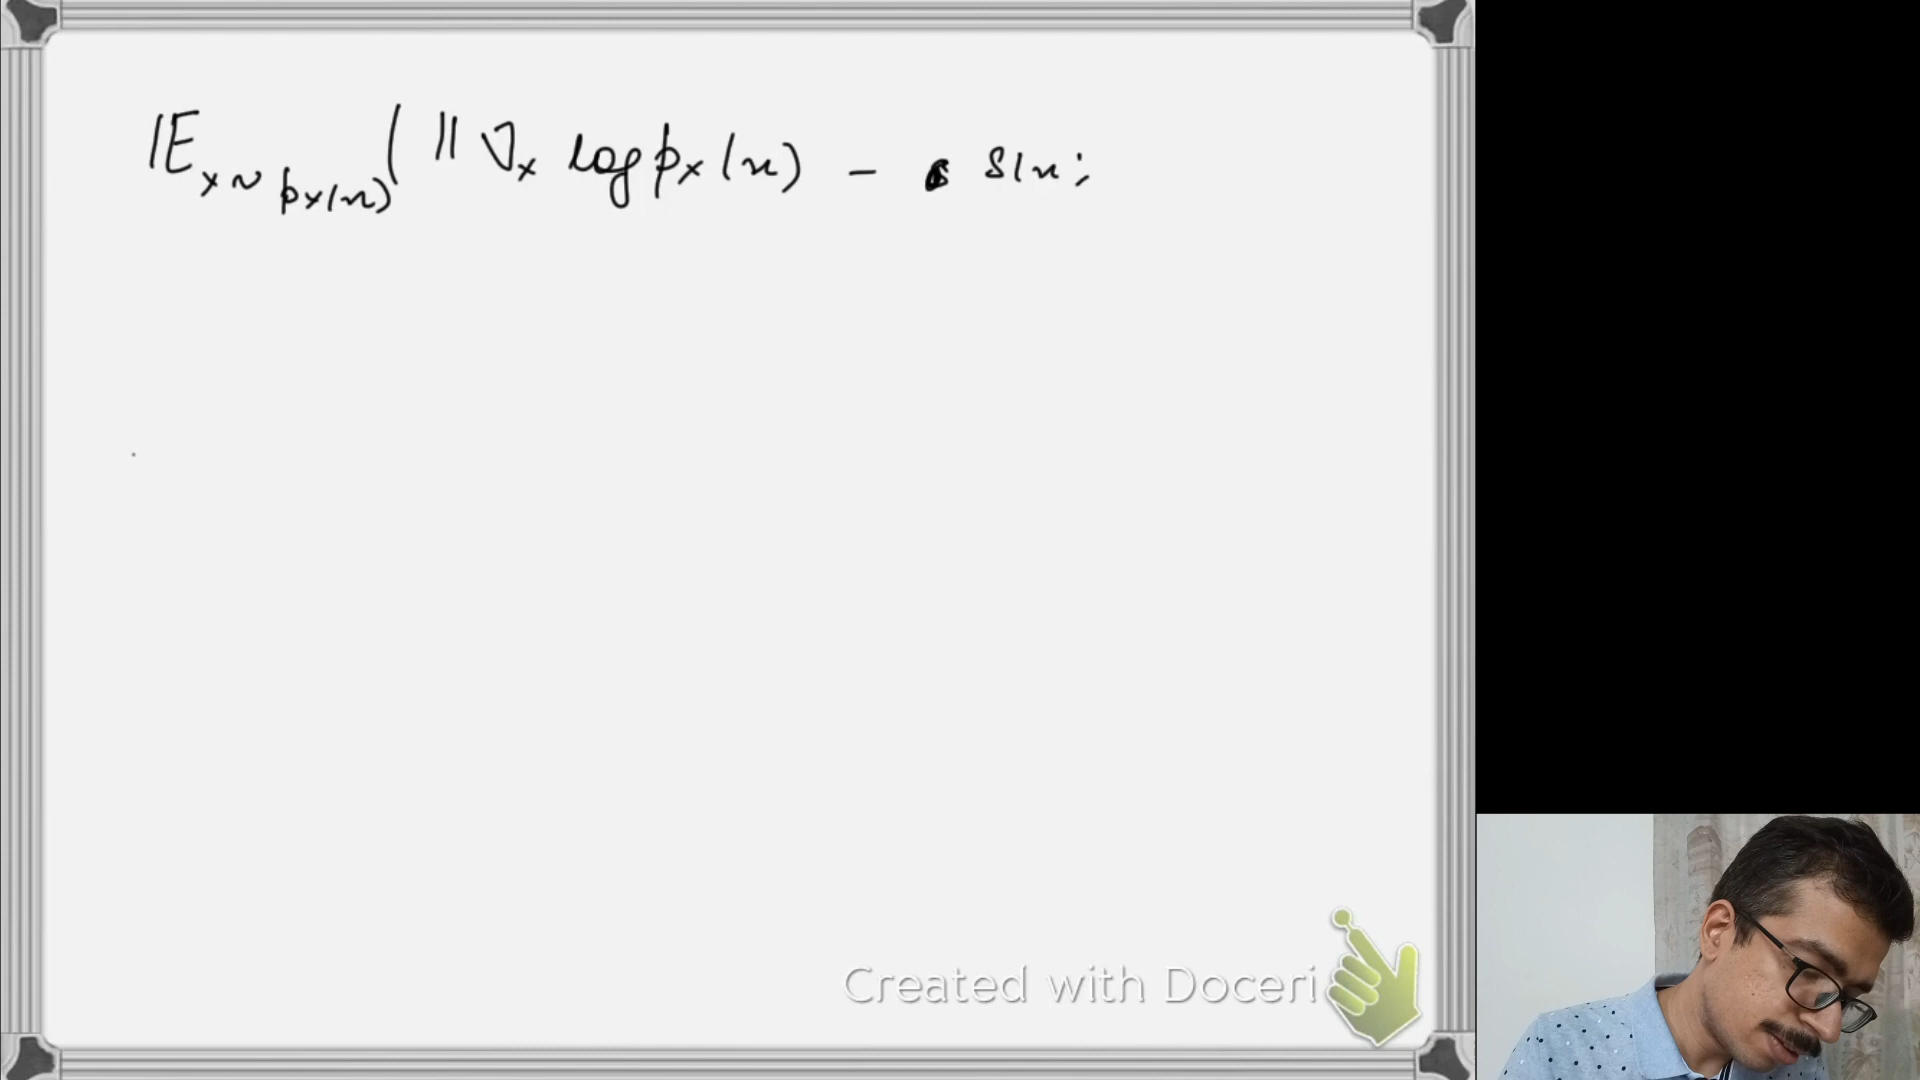 𝔼_{x∼p_x(x)} ( ‖ ∇_x log p_x(x) − s(x;
Created with Doceri